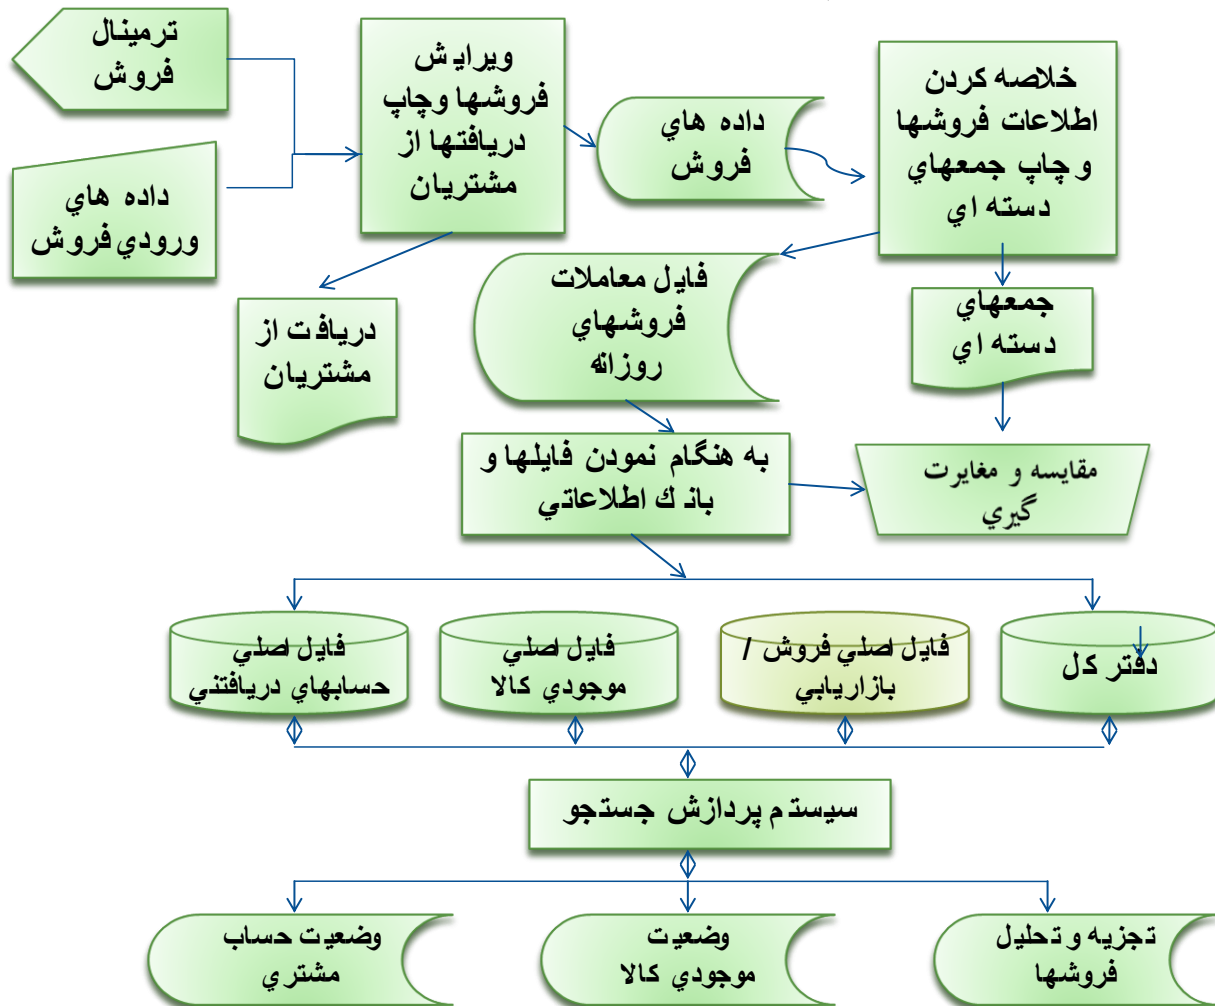 ترمينال
فروش
ويرايش
فروشها وچاپ
دريافتها از
مشتريان
خلاصه كردن
اطلاعات فروشها
و چاپ جمعهاي
دسته اي
داده هاي
فروش
داده هاي
ورودي فروش
فايل معاملات
فروشهاي
روزانه
جمعهاي
دسته اي
دريافت از
مشتريان
به هنگام نمودن فايلها و
بانك اطلاعاتي
مقايسه و مغايرت
گيري
فايل اصلي
حسابهاي دريافتني
فايل اصلي
موجودي كالا
فايل اصلي فروش /
بازاريابي
دفتر كل
سيستم پردازش جستجو
وضعيت حساب
مشتري
وضعيت
موجودي كالا
تجزيه و تحليل
فروشها